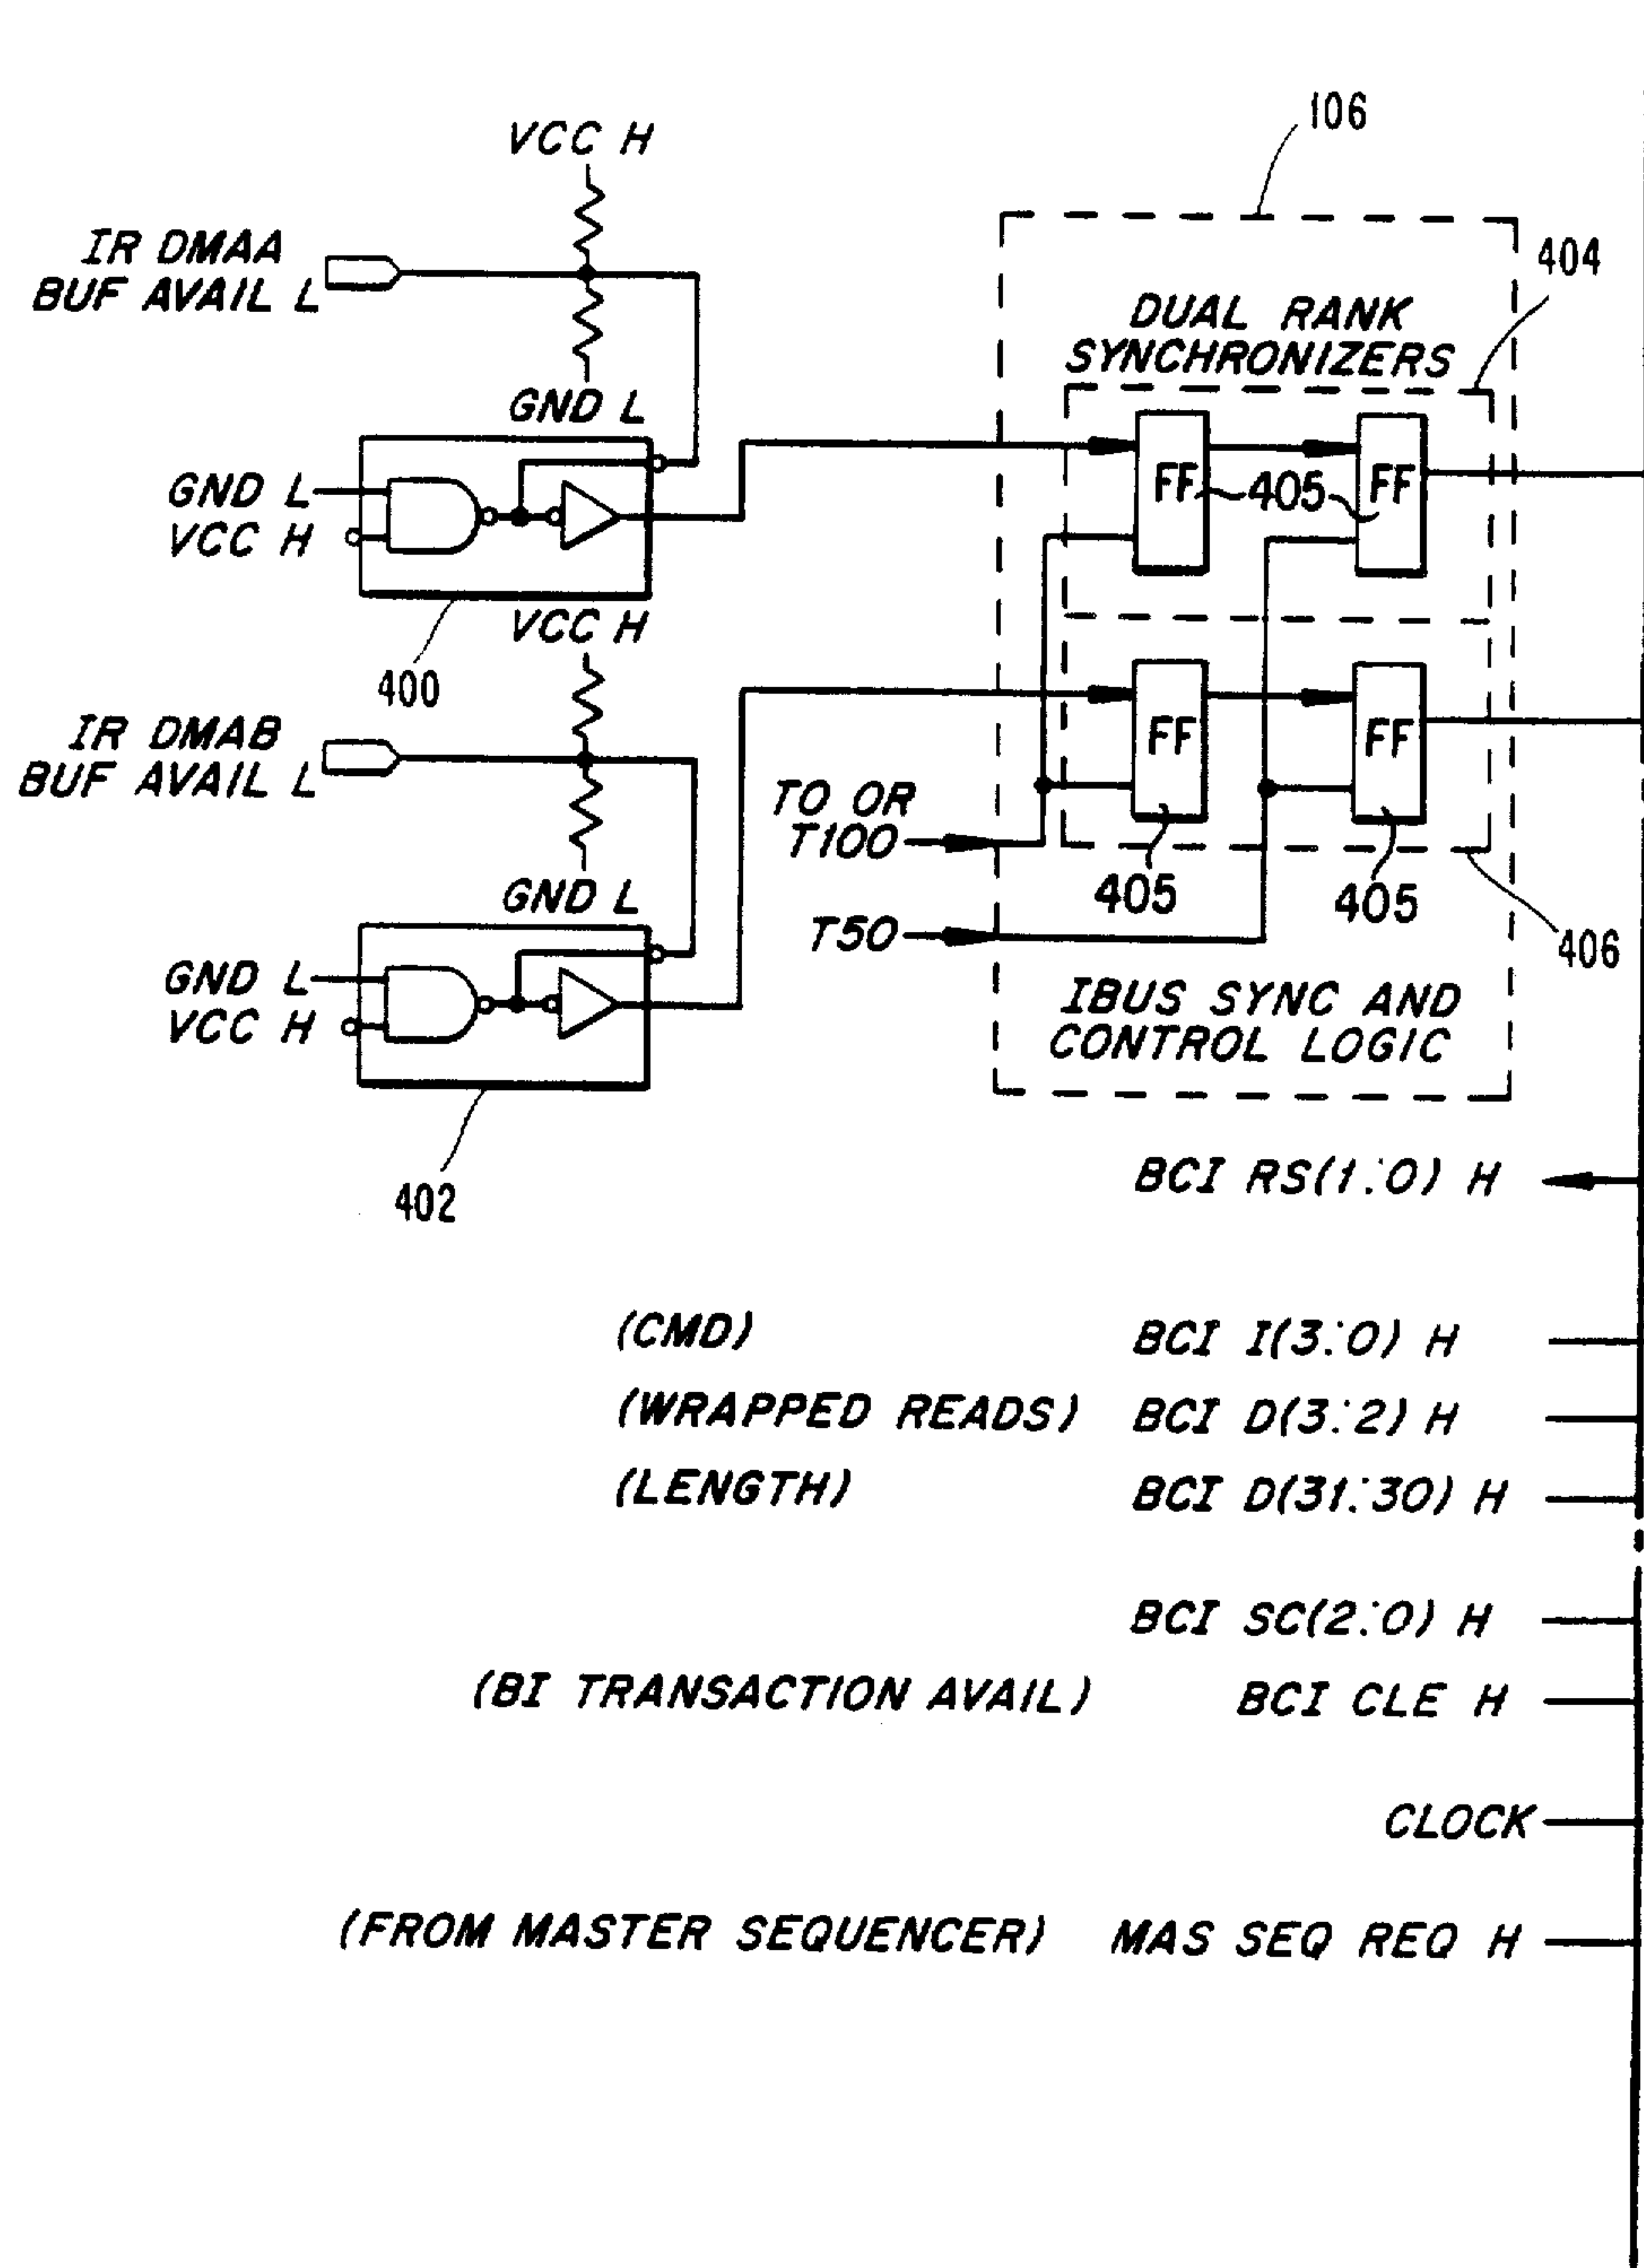 106
VCC H
IR DMAA
BUF AVAIL L
404
DUAL RANK
SYNCHRONIZERS
GND L
GND L
VCC H
FF
405
FF
400
VCC H
IR DMAB
BUF AVAIL L
FF
FF
TO OR
T100
405
405
GND L
T50
406
GND L
VCC H
IBUS SYNC AND
CONTROL LOGIC
402
BCI RS(1:0) H
(CMD) BCI I(3:0) H
(WRAPPED READS) BCI D(3:2) H
(LENGTH) BCI D(31:30) H
BCI SC(2:0) H
(BI TRANSACTION AVAIL) BCI CLE H
CLOCK
(FROM MASTER SEQUENCER) MAS SEQ REQ H